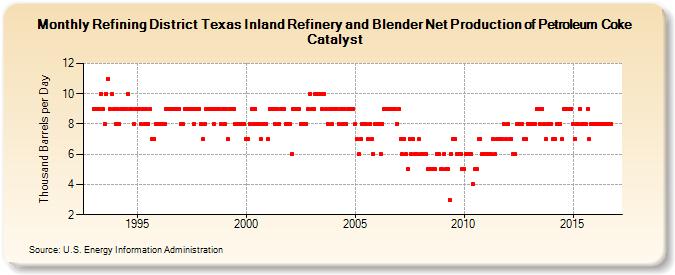 Monthly Refining District Texas Inland Refinery and Blender Net Production of Petroleum Coke
Catalyst
Thousand Barrels per Day
12
10
8
6
4
2
1995
2000
2005
2010
2015
Source: U.S. Energy Information Administration